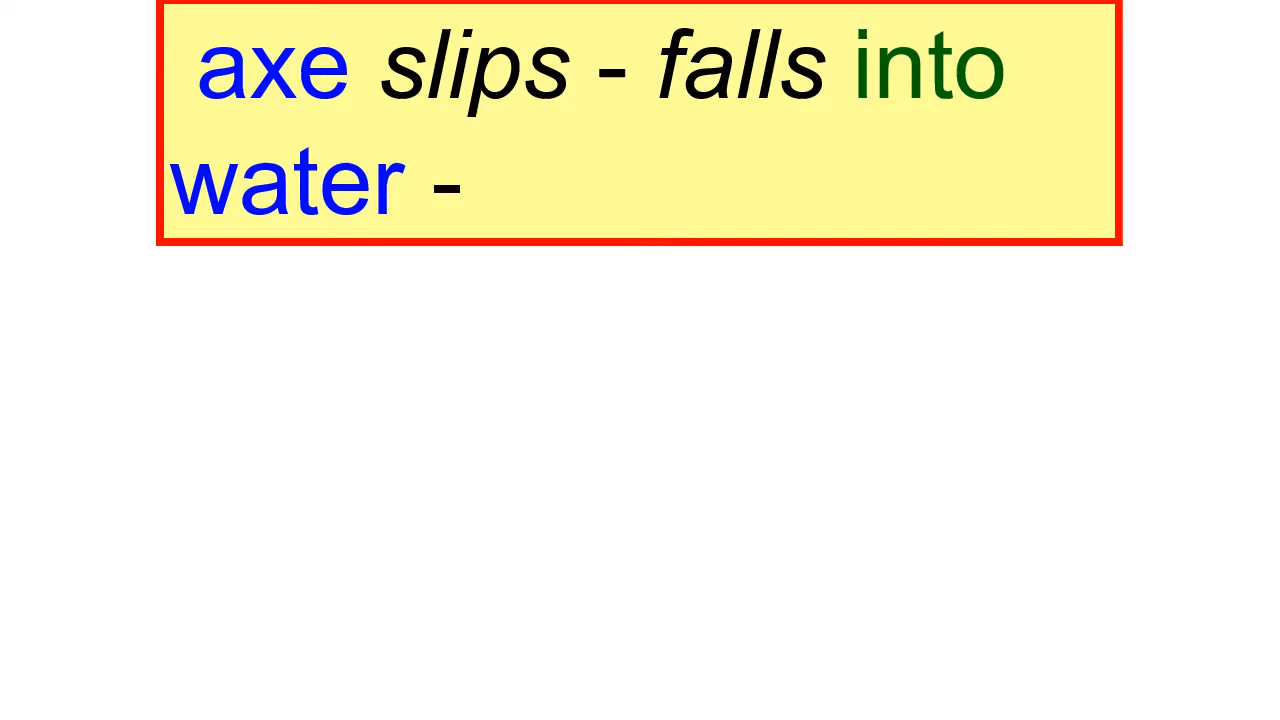 axe slips - falls into
water -